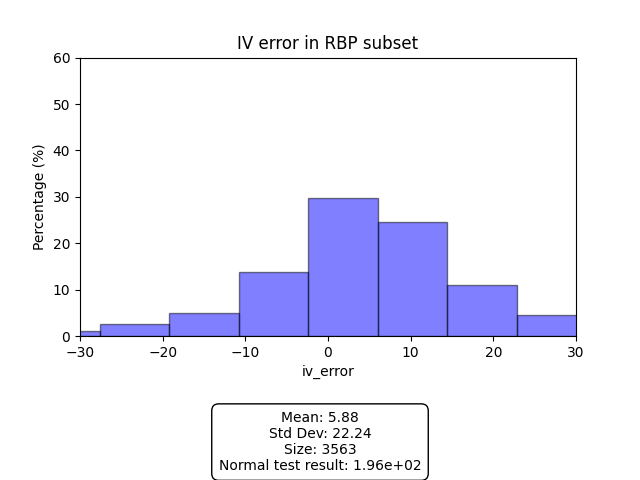 IV error in RBP subset
60
50
40
30
20
10
0
Percentage (%)
−30
−20
−10
0
10
20
30
iv_error
Mean: 5.88
Std Dev: 22.24
Size: 3563
Normal test result: 1.96e+02